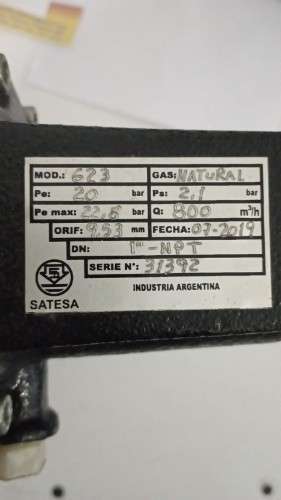 MOD.: 623 GAS: NATURAL
Pe: 20 bar Ps: 2,1 bar
Pe max: 22,5 bar Q: 800 m³/h
ORIF: 9.53 mm FECHA: 07-2019
DN: 1"-NPT
SERIE N°: 31392
SATESA INDUSTRIA ARGENTINA